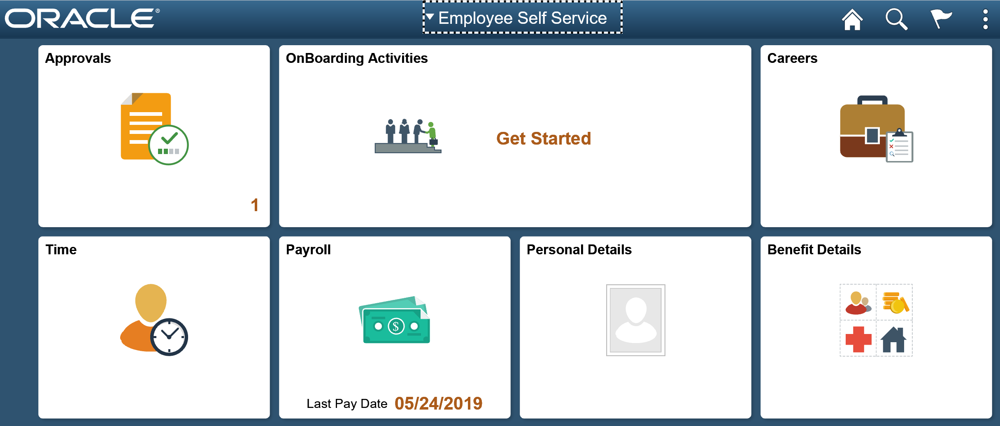 ORACLE®
Employee Self Service
Approvals
1
OnBoarding Activities
Get Started
Careers
Time
Payroll
$
Last Pay Date 05/24/2019
Personal Details
Benefit Details